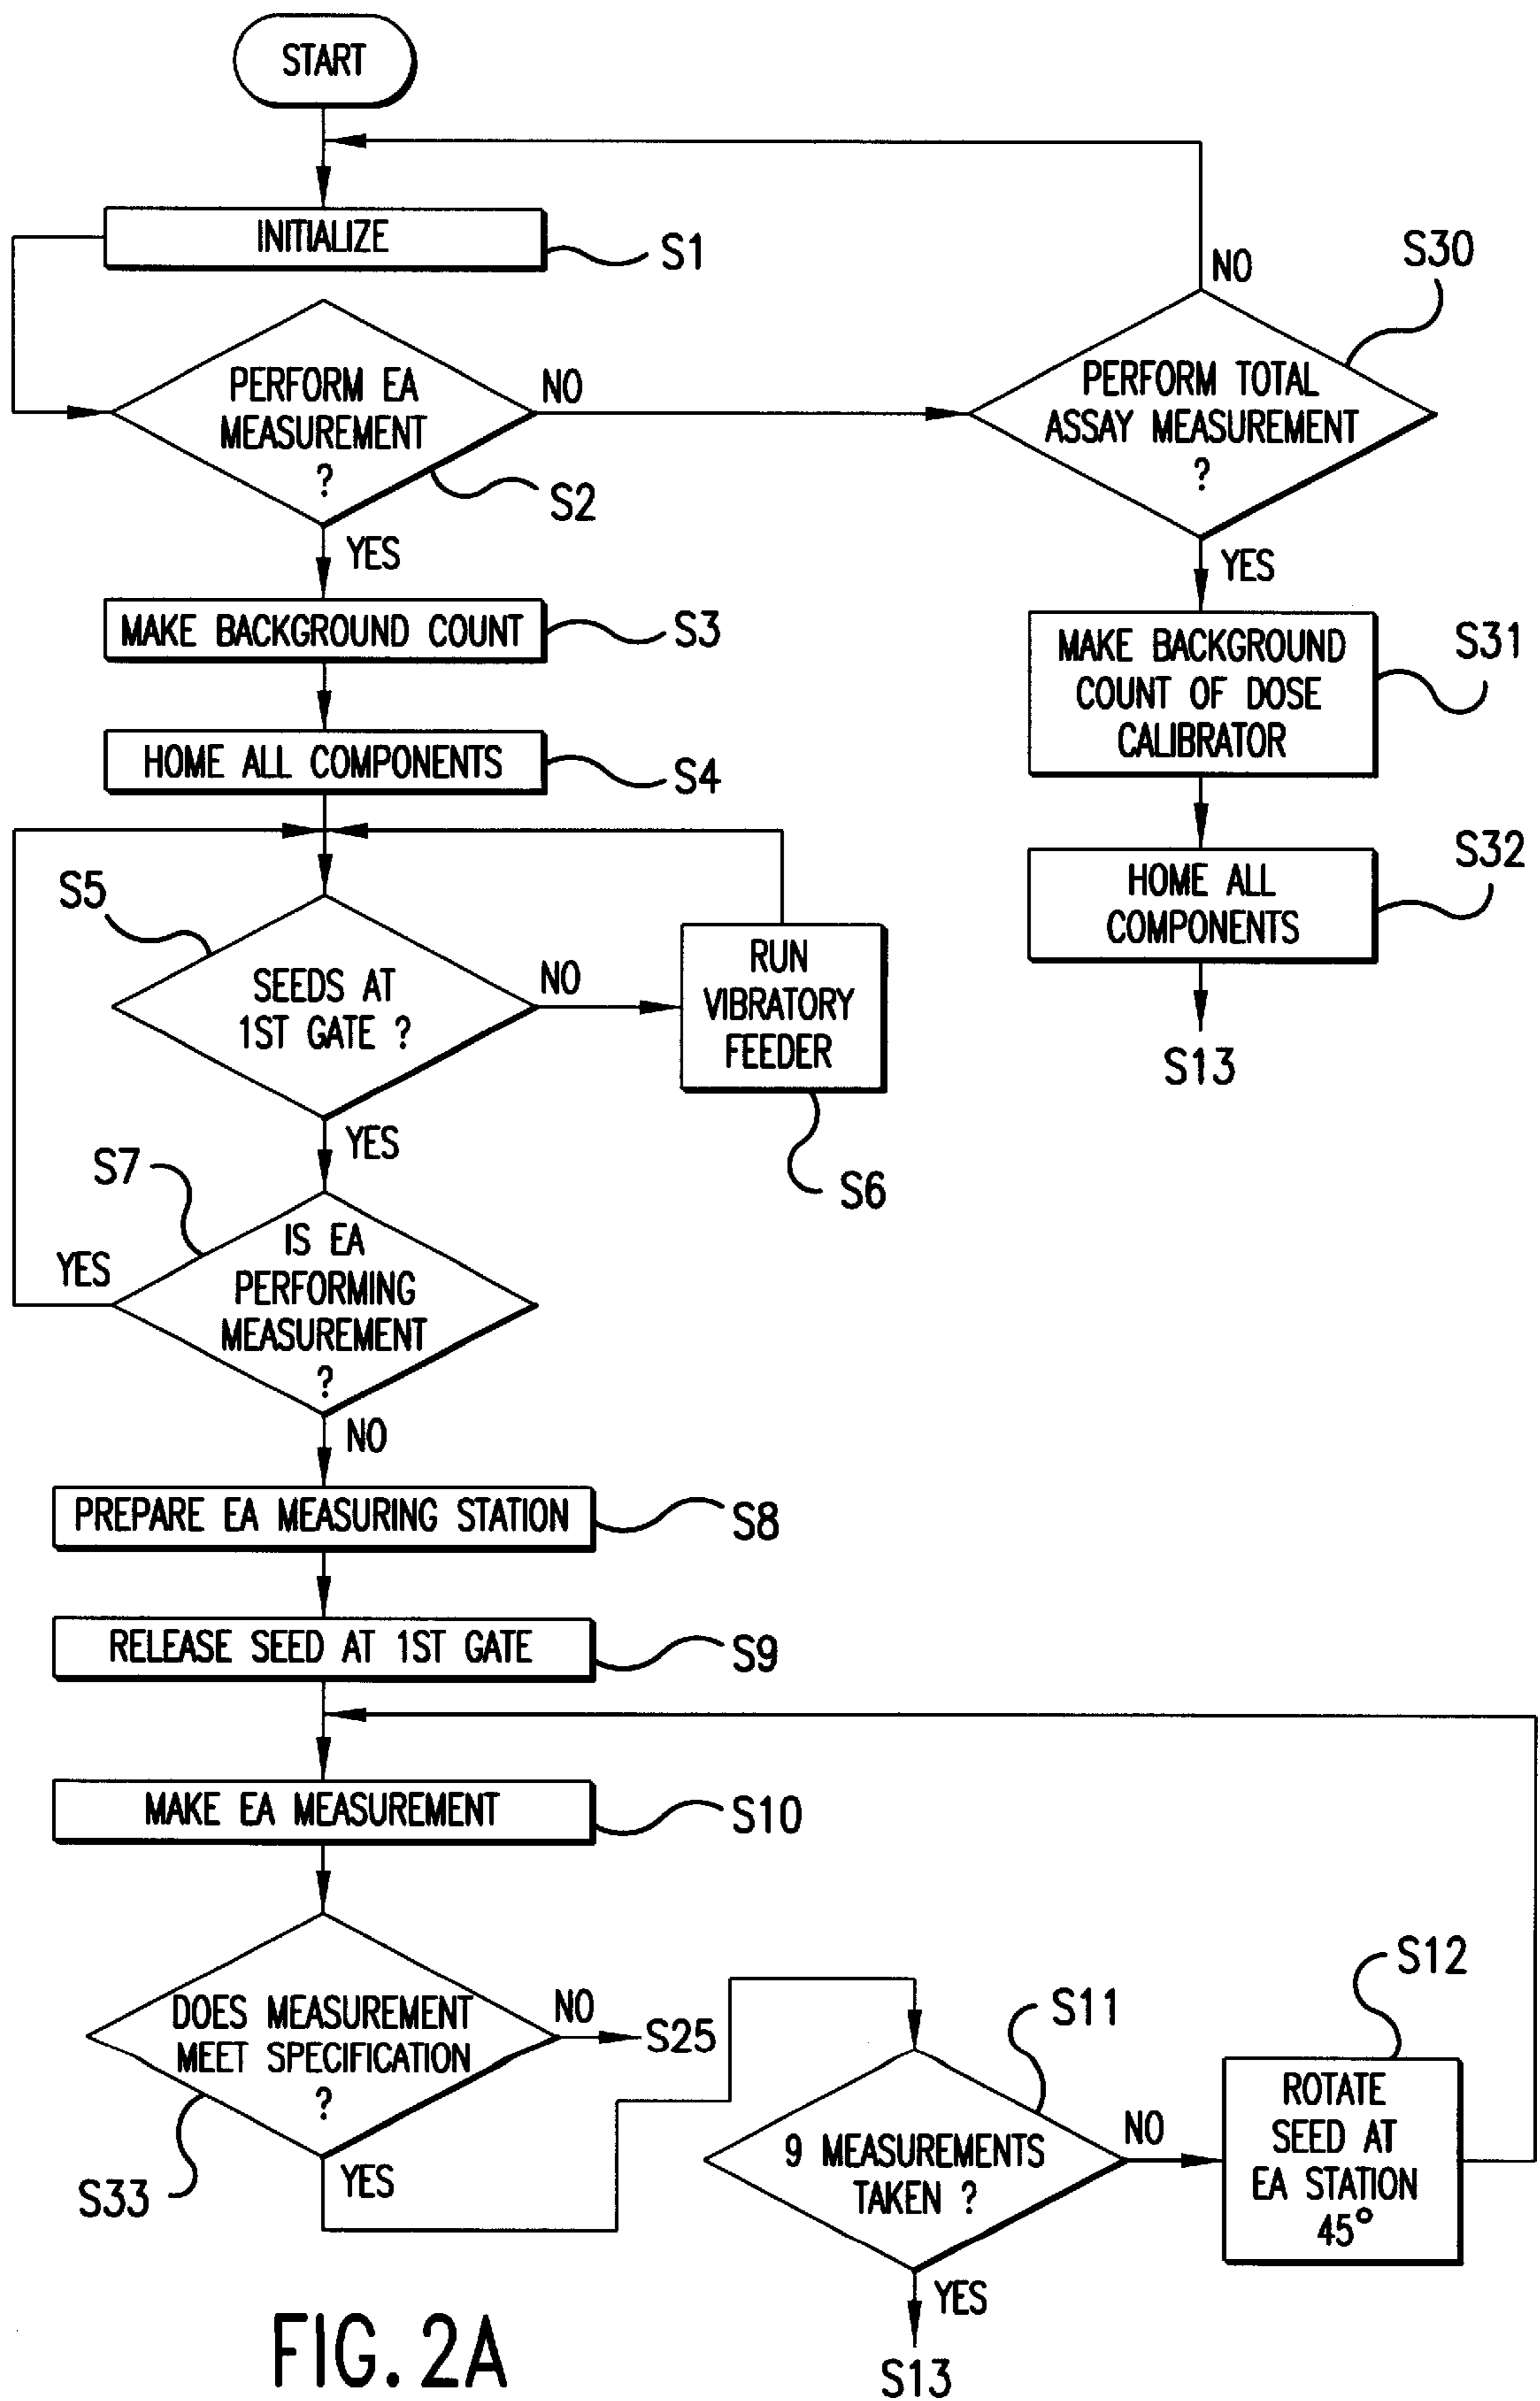 START
INITIALIZE
S1
PERFORM EA
MEASUREMENT
?
S2
NO
YES
S30
NO
PERFORM TOTAL
ASSAY MEASUREMENT
?
YES
MAKE BACKGROUND COUNT
S3
MAKE BACKGROUND
COUNT OF DOSE
CALIBRATOR
S31
HOME ALL COMPONENTS
S4
HOME ALL
COMPONENTS
S32
S13
S5
SEEDS AT
1ST GATE ?
NO
RUN
VIBRATORY
FEEDER
S6
YES
S7
IS EA
PERFORMING
MEASUREMENT
?
YES
NO
PREPARE EA MEASURING STATION
S8
RELEASE SEED AT 1ST GATE
S9
MAKE EA MEASUREMENT
S10
DOES MEASUREMENT
MEET SPECIFICATION
?
NO
S25
S33
YES
S11
9 MEASUREMENTS
TAKEN ?
NO
S12
ROTATE
SEED AT
EA STATION
45°
YES
S13
FIG. 2A